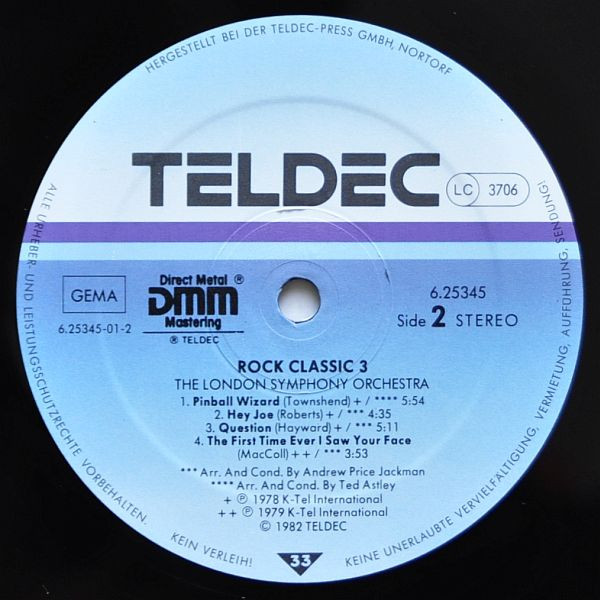 HERGESTELLT BEI DER TELDEC-PRESS GMBH, NORTORF
TELDEC
LC 3706
GEMA
6.25345-01-2
Direct Metal ®
DMM
Mastering
® TELDEC
6.25345
Side 2 STEREO
ROCK CLASSIC 3
THE LONDON SYMPHONY ORCHESTRA
1. Pinball Wizard (Townshend) + / **** 5:54
2. Hey Joe (Roberts) + / *** 4:35
3. Question (Hayward) + / *** 5:11
4. The First Time Ever I Saw Your Face
(MacColl) + + / *** 3:53
*** Arr. And Cond. By Andrew Price Jackman
**** Arr. And Cond. By Ted Astley
+ ℗ 1978 K-Tel International
+ + ℗ 1979 K-Tel International
© 1982 TELDEC
33
ALLE URHEBER- UND LEISTUNGSSCHUTZRECHTE VORBEHALTEN.
KEIN VERLEIH!
KEINE UNERLAUBTE VERVIELFÄLTIGUNG, VERMIETUNG, AUFFÜHRUNG, SENDUNG!